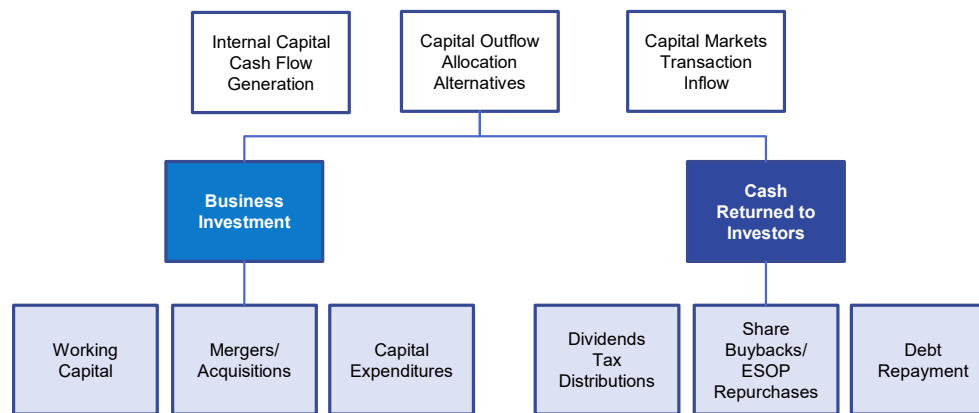 Internal Capital
Cash Flow
Generation
Capital Outflow
Allocation
Alternatives
Capital Markets
Transaction
Inflow
Business
Investment
Cash
Returned to
Investors
Working
Capital
Mergers/
Acquisitions
Capital
Expenditures
Dividends
Tax
Distributions
Share
Buybacks/
ESOP
Repurchases
Debt
Repayment